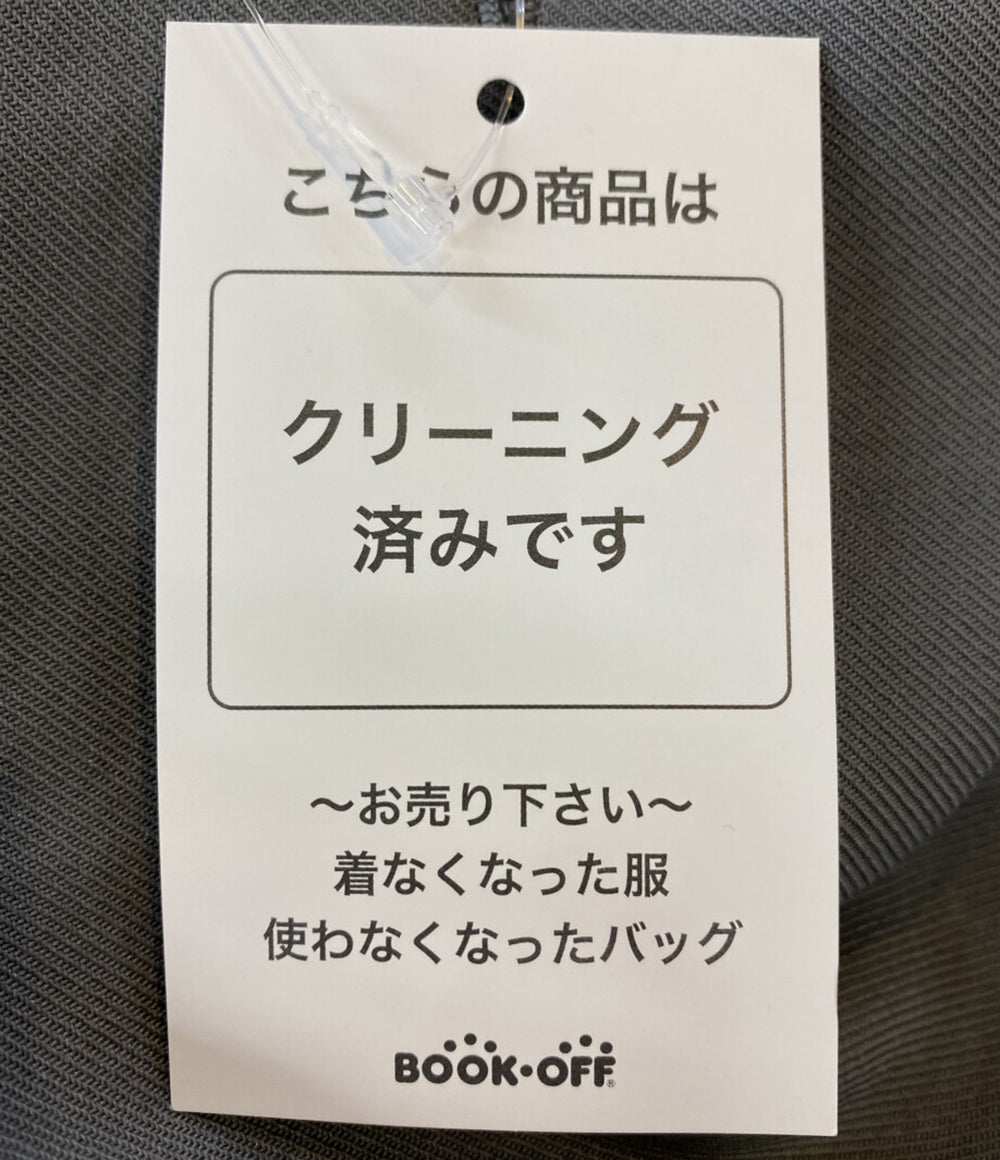 こちらの商品は
クリーニング
済みです
～お売り下さい～
着なくなった服
使わなくなったバッグ
BOOK・OFF®